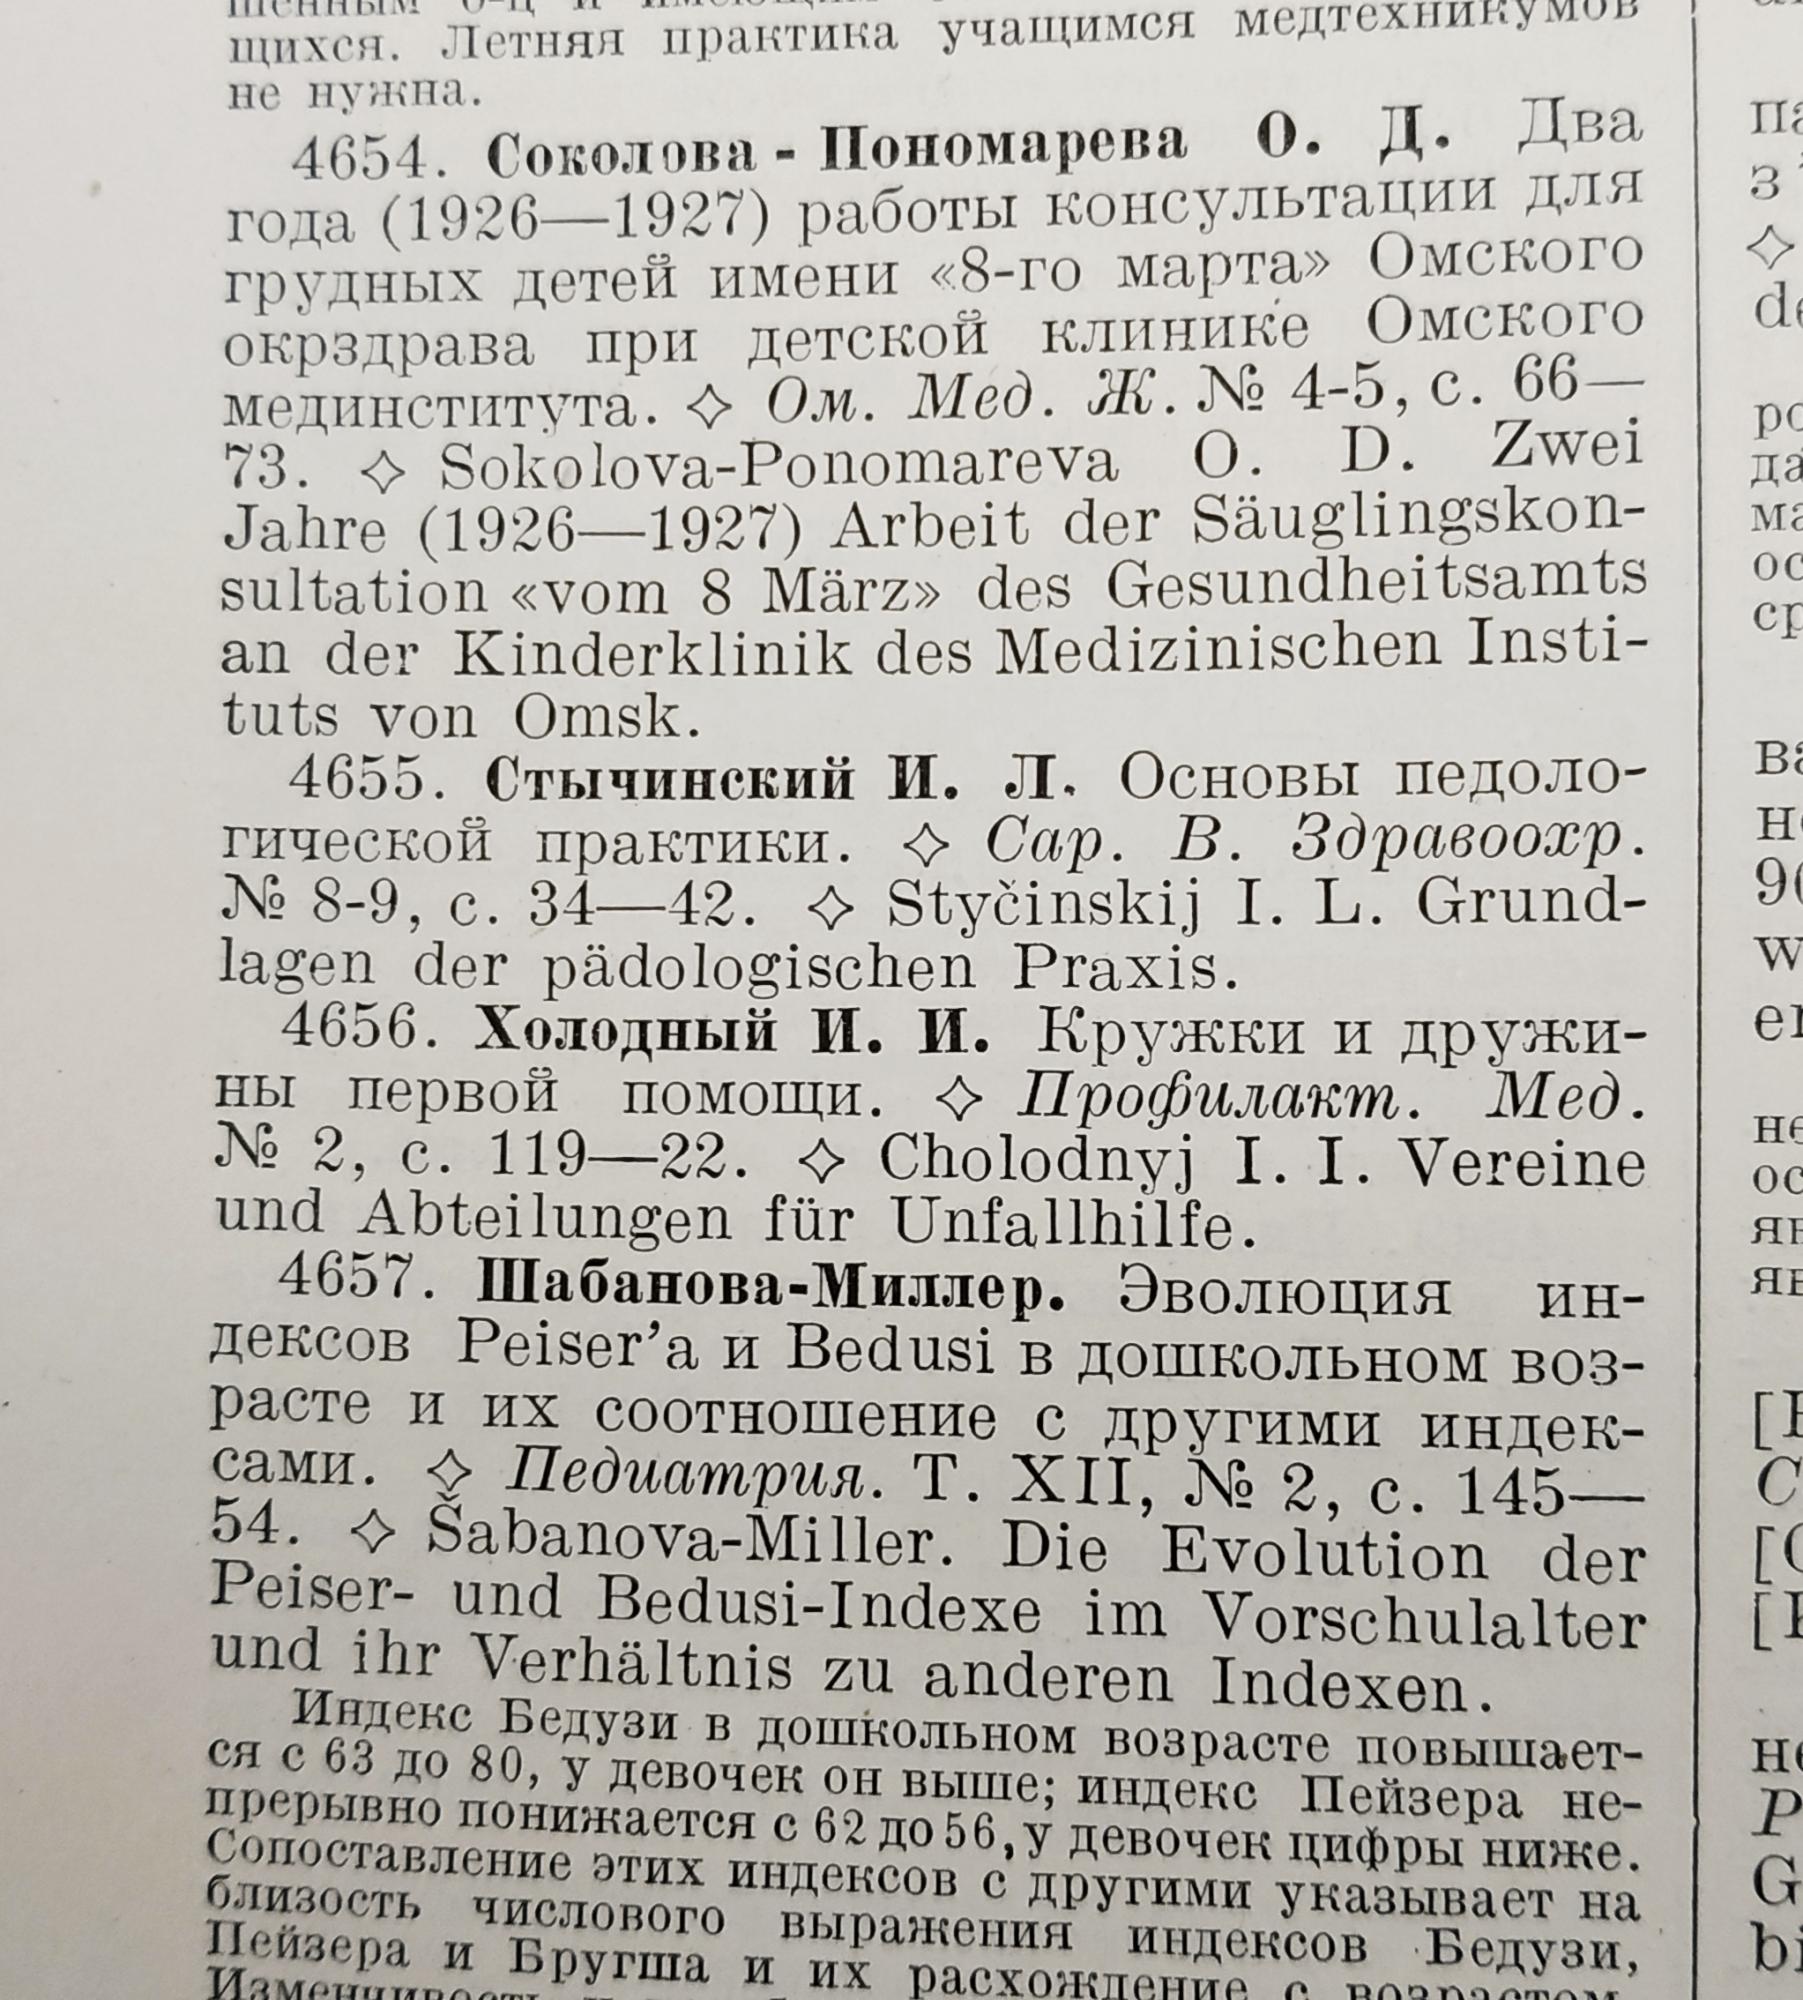 щихся. Летняя практика учащимся медтехникумов
не нужна.
4654. Соколова-Пономарева О. Д. Два
года (1926—1927) работы консультации для
грудных детей имени «8-го марта» Омского
окрздрава при детской клинике Омского
мединститута. ✧ Ом. Мед. Ж. № 4-5, с. 66—
73. ✧ Sokolova-Ponomareva O. D. Zwei
Jahre (1926—1927) Arbeit der Säuglingskon-
sultation «vom 8 März» des Gesundheitsamts
an der Kinderklinik des Medizinischen Insti-
tuts von Omsk.
4655. Стычинский И. Л. Основы педоло-
гической практики. ✧ Сар. В. Здравоохр.
№ 8-9, с. 34—42. ✧ Styčinskij I. L. Grund-
lagen der pädologischen Praxis.
4656. Холодный И. И. Кружки и дружи-
ны первой помощи. ✧ Профилакт. Мед.
№ 2, с. 119—22. ✧ Cholodnyj I. I. Vereine
und Abteilungen für Unfallhilfe.
4657. Шабанова-Миллер. Эволюция ин-
дексов Peiser’a и Bedusi в дошкольном воз-
расте и их соотношение с другими индек-
сами. ✧ Педиатрия. Т. XII, № 2, с. 145—
54. ✧ Šabanova-Miller. Die Evolution der
Peiser- und Bedusi-Indexe im Vorschulalter
und ihr Verhältnis zu anderen Indexen.
Индекс Бедузи в дошкольном возрасте повышает-
ся с 63 до 80, у девочек он выше; индекс Пейзера не-
прерывно понижается с 62 до 56, у девочек цифры ниже.
Сопоставление этих индексов с другими указывает на
близость числового выражения индексов Бедузи,
Пейзера и Бругша и их расхождение с возрастом.